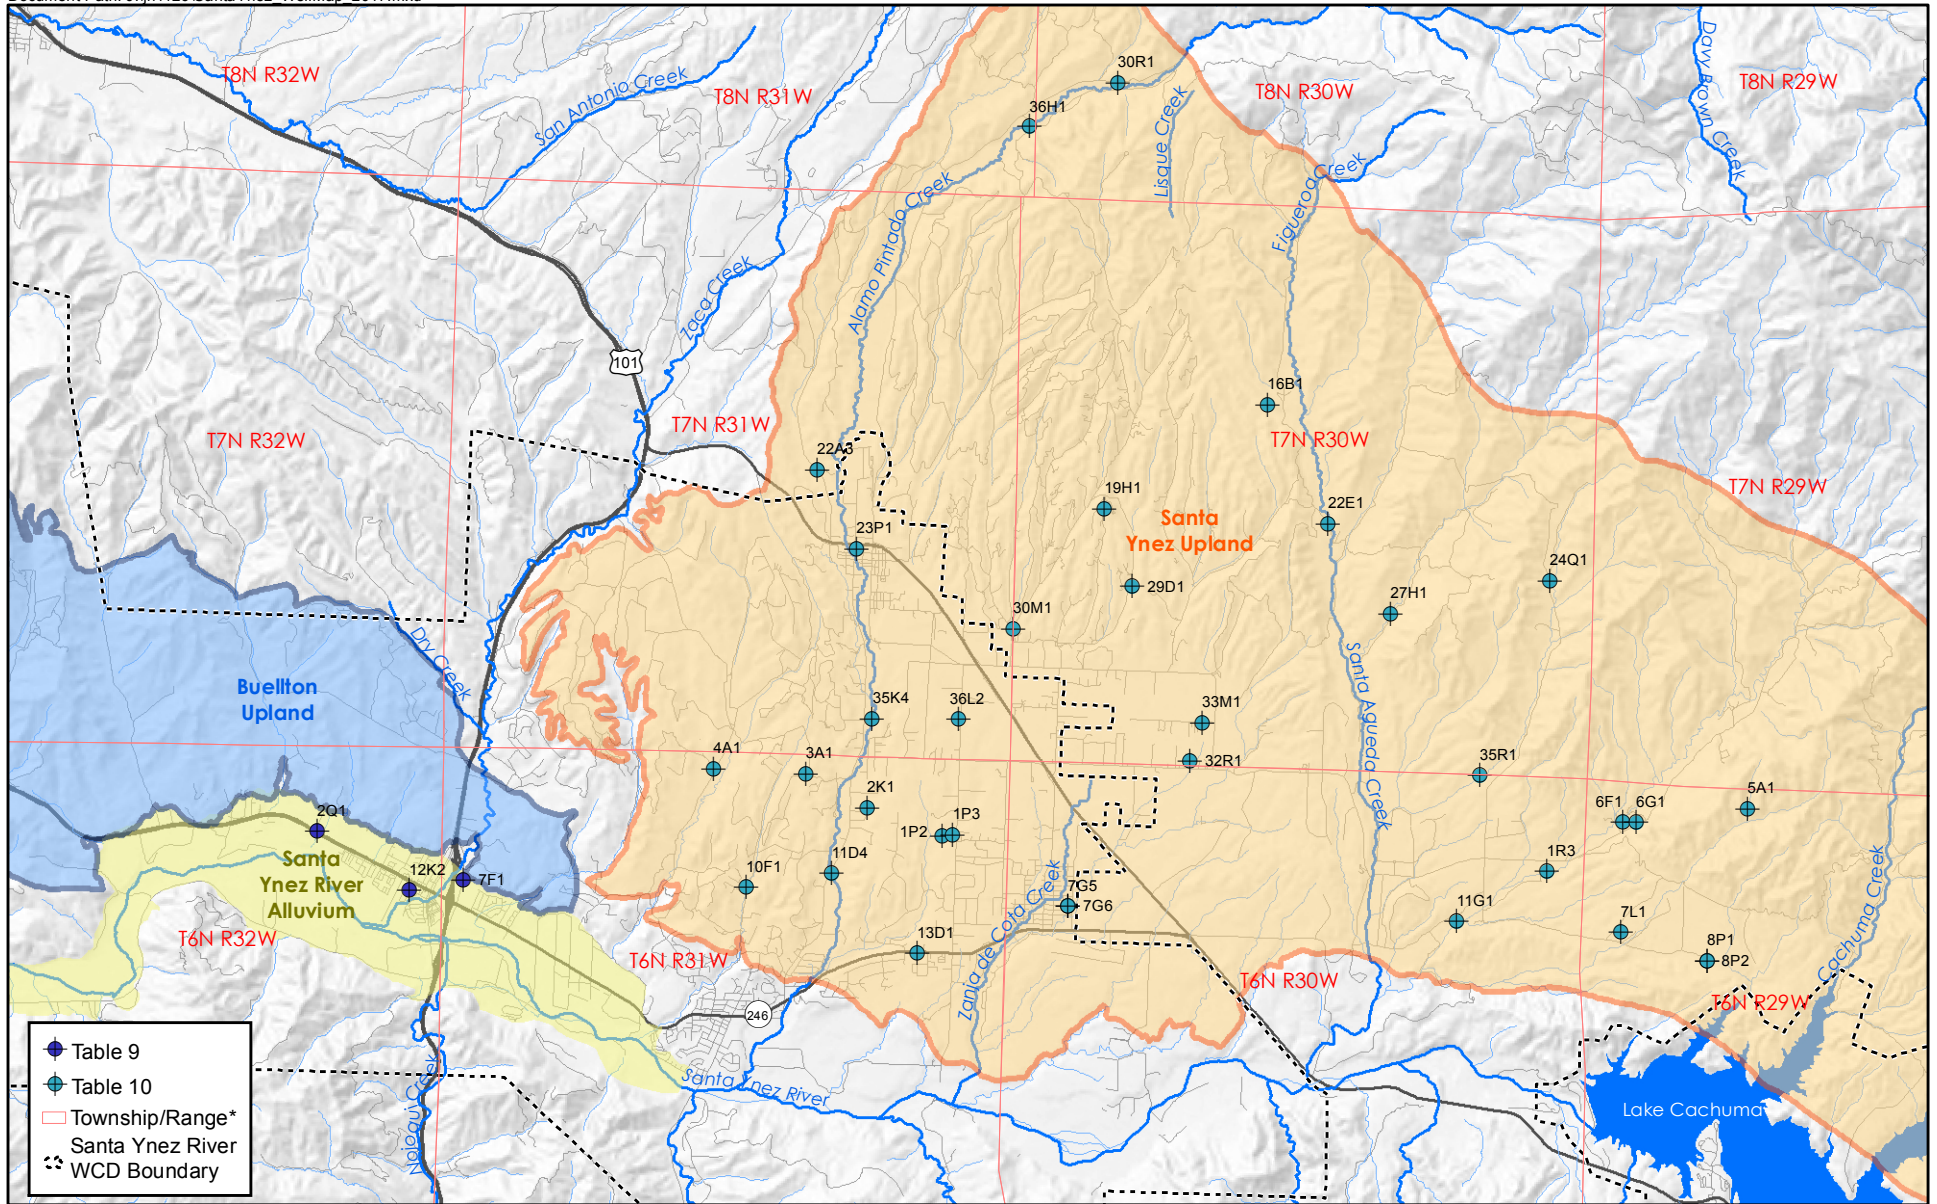 T8N R32W
San Antonio Creek
T8N R31W
30R1
36H1
Lisque Creek
T8N R30W
Davy Brown Creek
T8N R29W
Figueroa Creek
Alamo Pintado Creek
Zaca Creek
101
T7N R32W
T7N R31W
16B1
T7N R30W
22A3
T7N R29W
19H1
Santa
Ynez Upland
22E1
23P1
24Q1
29D1
27H1
30M1
Dry Creek
Santa Agueda Creek
Buellton
Upland
35K4
36L2
33M1
4A1
3A1
32R1
35R1
2K1
5A1
6F1
6G1
2Q1
1P2
1P3
Santa
Ynez River
Alluvium
12K2
7F1
10F1
11D4
1R3
Cachuma Creek
7G5
7G6
11G1
7L1
T6N R32W
T6N R31W
13D1
Zanja de Cota Creek
8P1
8P2
T6N R30W
T6N R29W
246
Nojoqui Creek
Santa Ynez River
Lake Cachuma
Table 9
Table 10
Township/Range*
Santa Ynez River
WCD Boundary